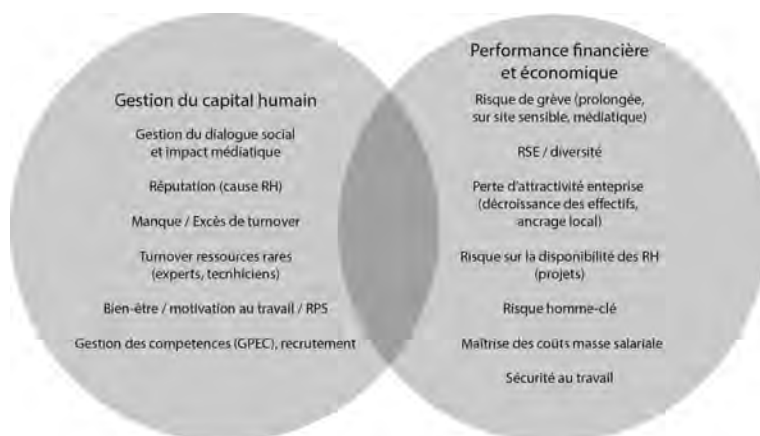 Gestion du capital humain
Gestion du dialogue social
et impact médiatique
Réputation (cause RH)
Manque / Excès de turnover
Turnover ressources rares
(experts, tecnhiciens)
Bien-être / motivation au travail / RPS
Gestion des competences (GPEC), recrutement
Performance financière
et économique
Risque de grève (prolongée,
sur site sensible, médiatique)
RSE / diversité
Perte d'attractivité enteprise
(décroissance des effectifs,
ancrage local)
Risque sur la disponibilité des RH
(projets)
Risque homme-clé
Maîtrise des coûts masse salariale
Sécurité au travail